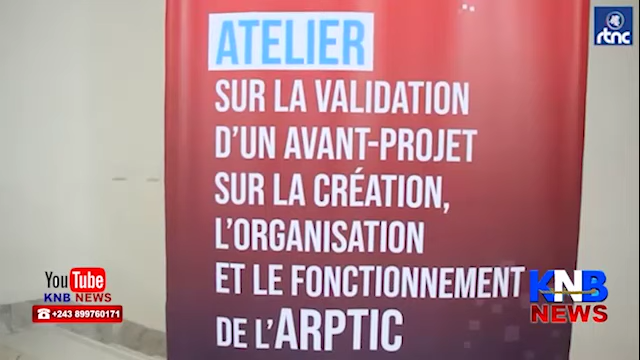 rtnc
ATELIER
SUR LA VALIDATION
D'UN AVANT-PROJET
SUR LA CRÉATION,
L'ORGANISATION
ET LE FONCTIONNEMENT
DE L'ARPTIC
YouTube
KNB NEWS
+243 899760171
KNB
NEWS